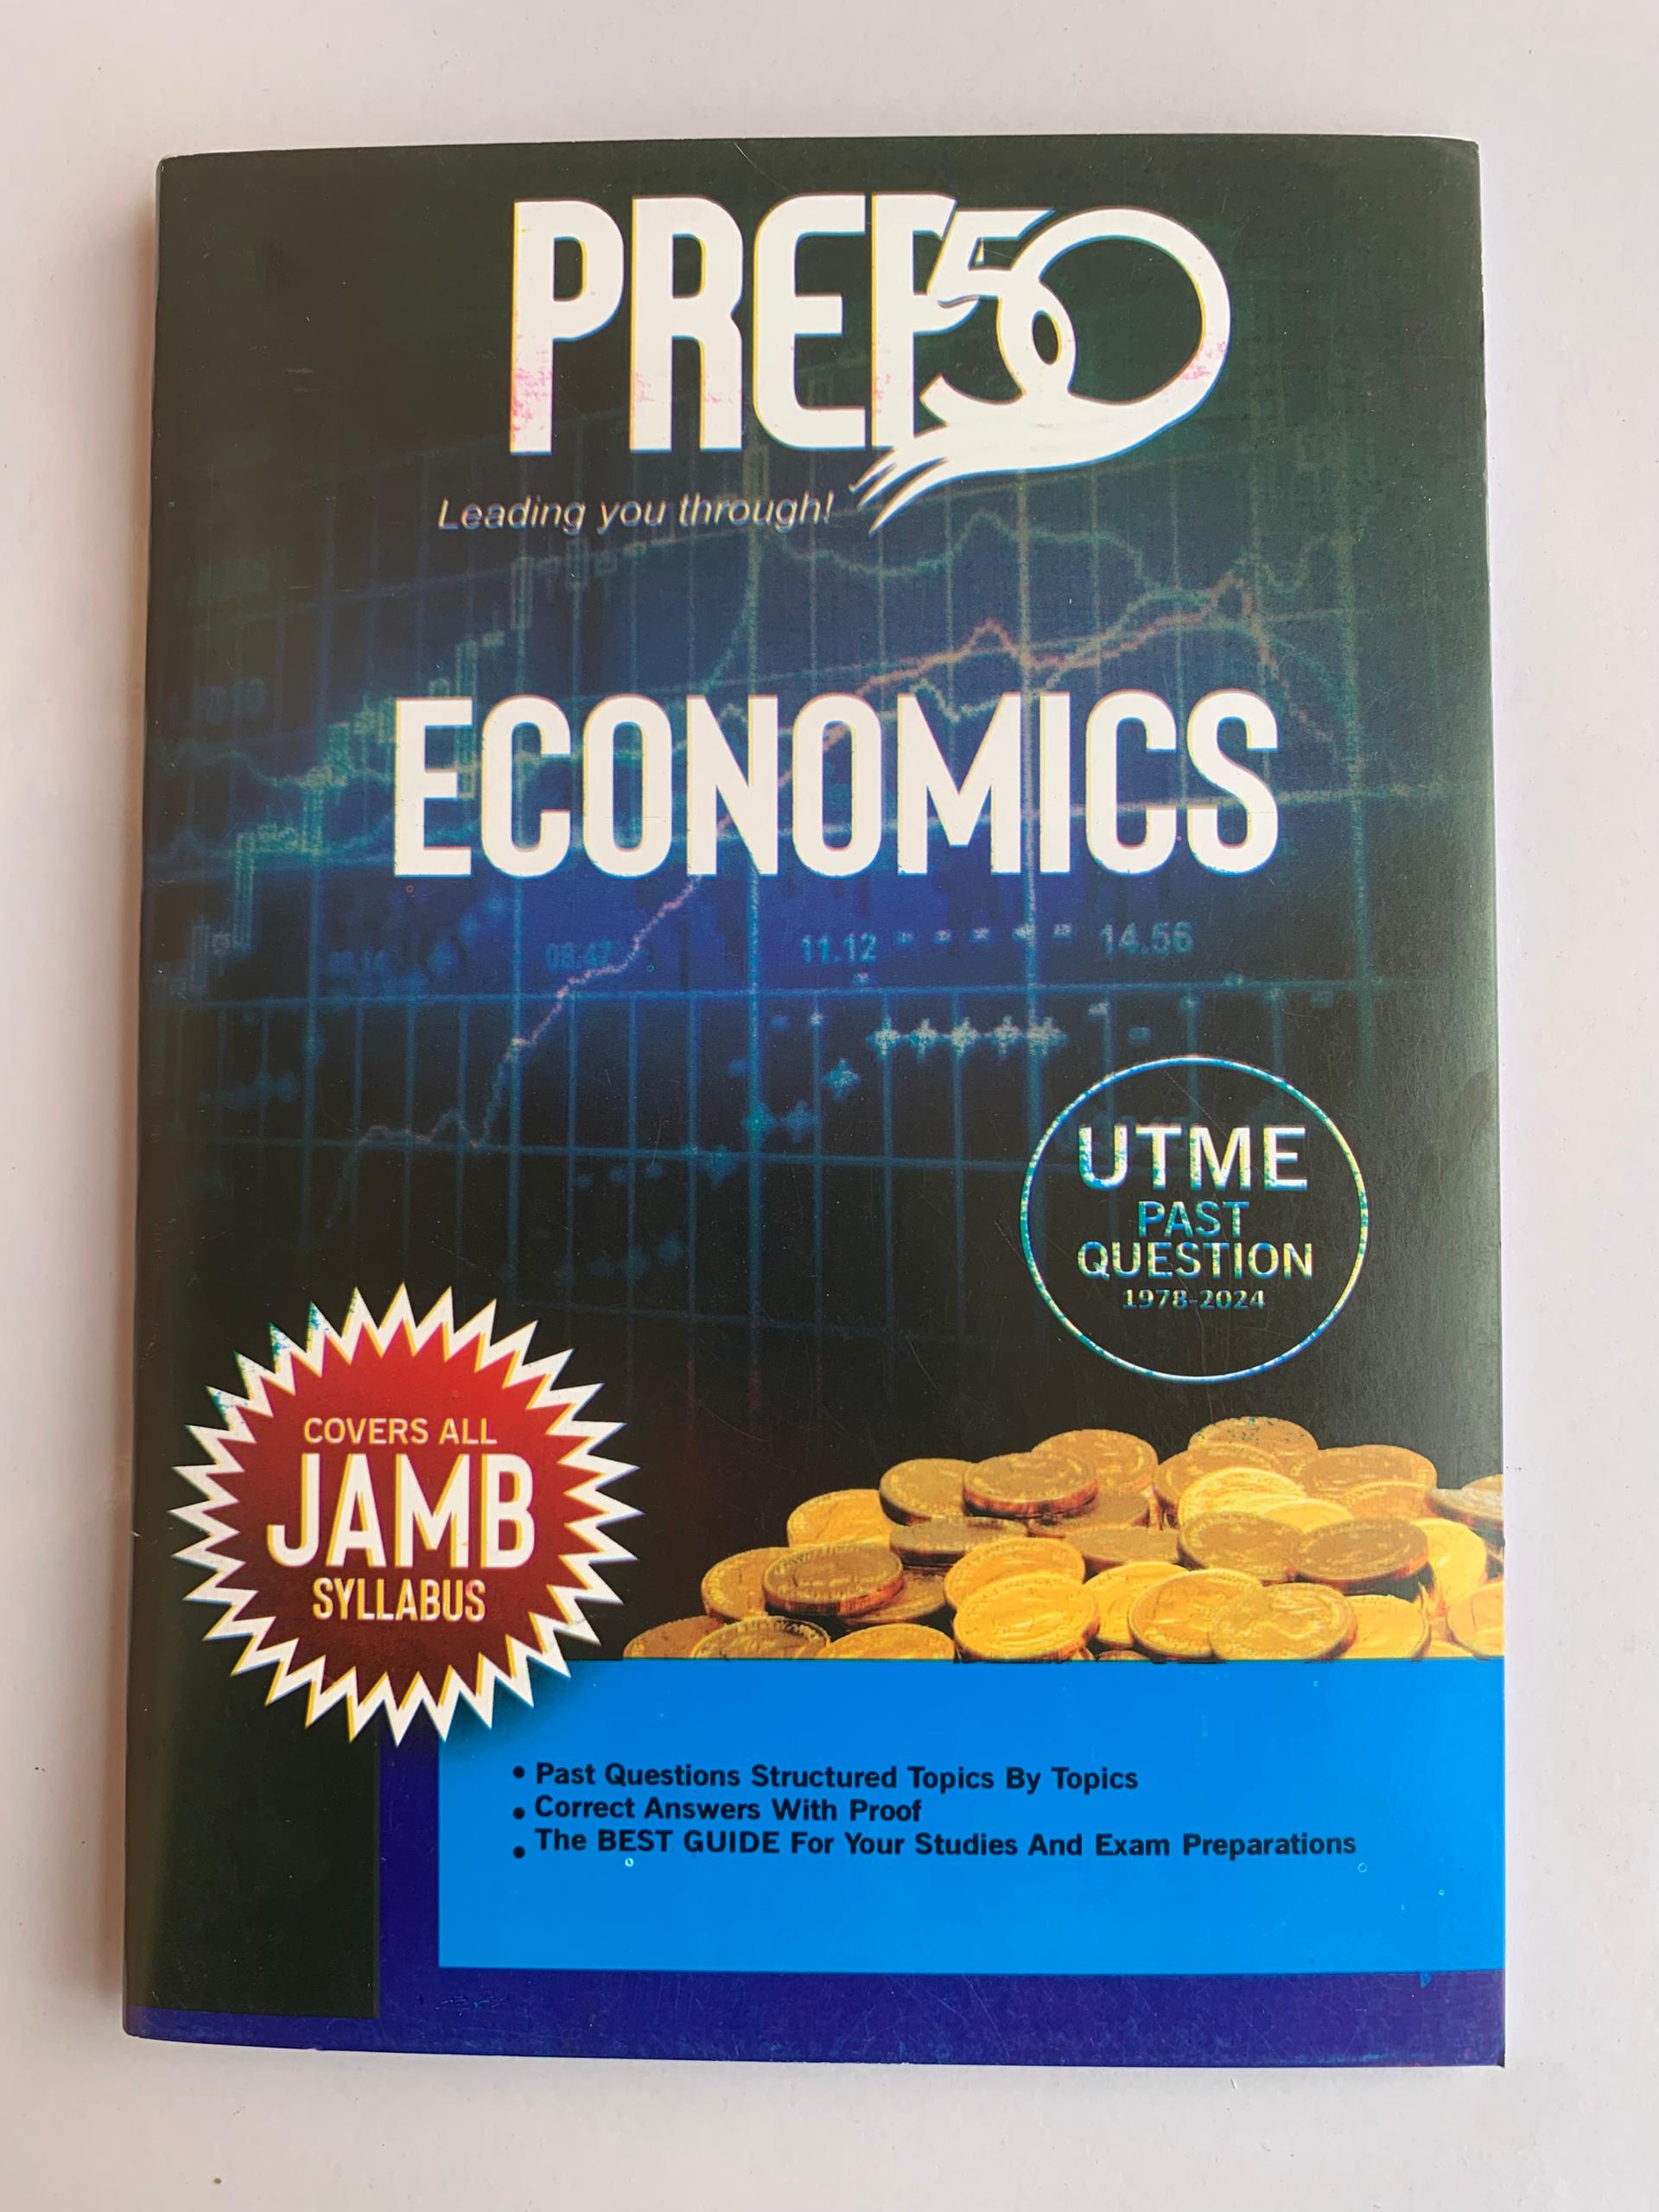 PREP50
Leading you through!
ECONOMICS
11.12
14.56
UTME
PAST
QUESTION
1978-2024
COVERS ALL
JAMB
SYLLABUS
• Past Questions Structured Topics By Topics
• Correct Answers With Proof
• The BEST GUIDE For Your Studies And Exam Preparations